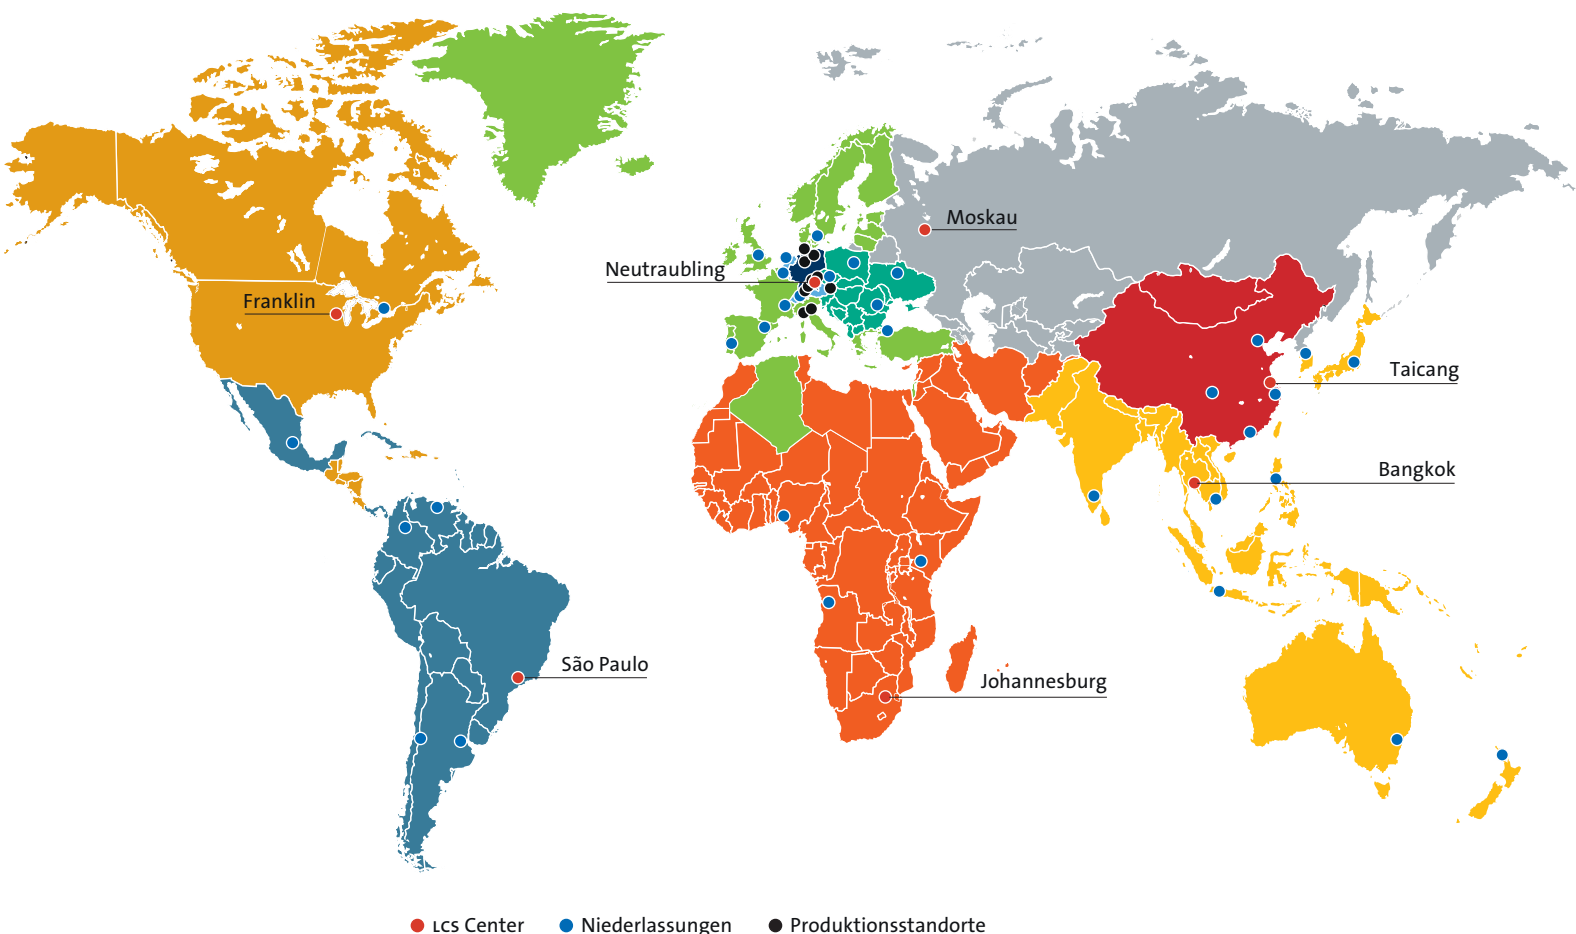 Moskau
Neutraubling
Franklin
Taicang
Bangkok
São Paulo
Johannesburg
LCS Center
Niederlassungen
Produktionsstandorte